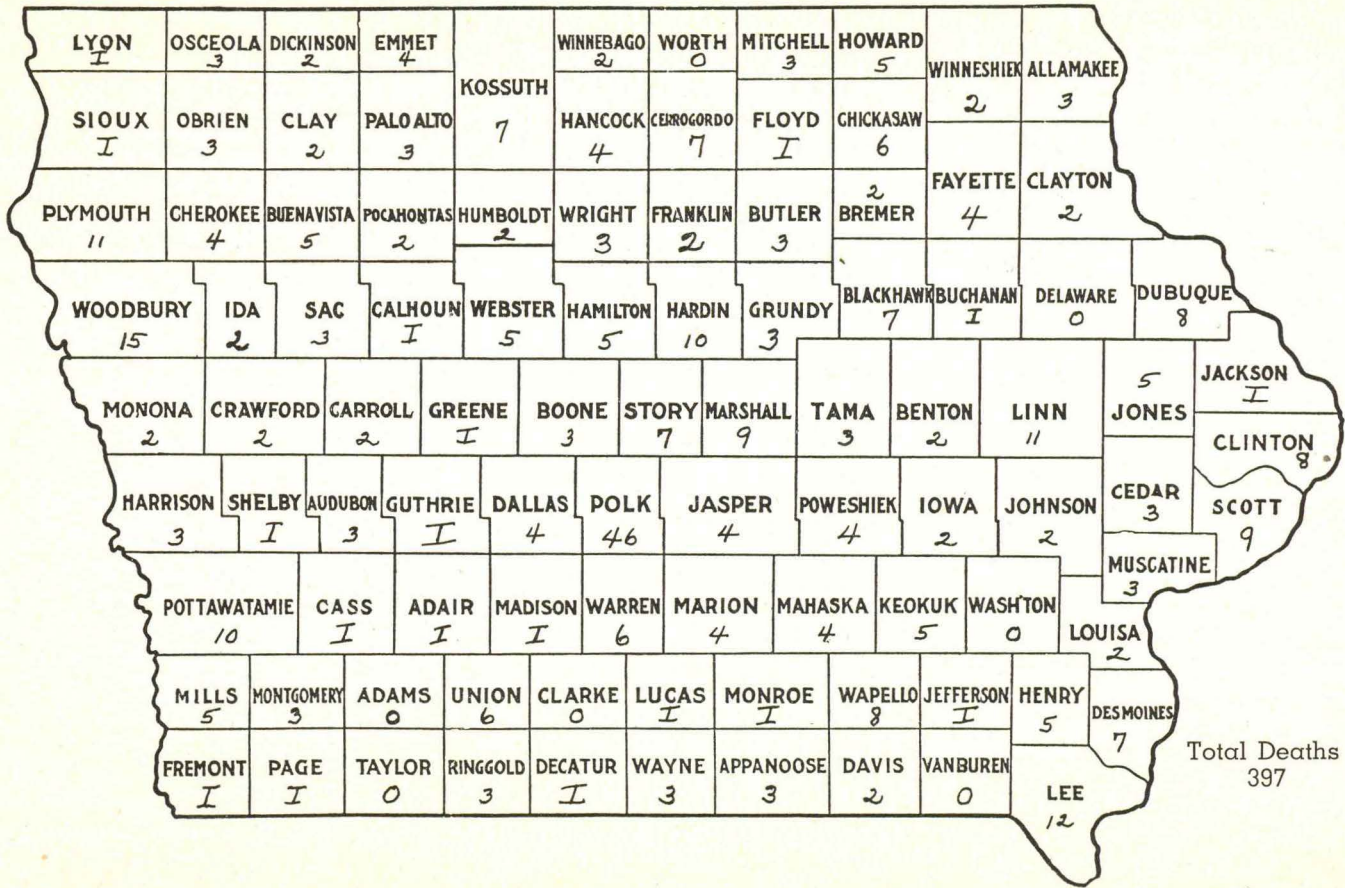 LYON
I
OSCEOLA
3
DICKINSON
2
EMMET
4
KOSSUTH
7
WINNEBAGO
2
WORTH
0
MITCHELL
3
HOWARD
5
WINNESHIEK
2
ALLAMAKEE
3
SIOUX
I
OBRIEN
3
CLAY
2
PALO ALTO
3
HANCOCK
4
CERROGORDO
7
FLOYD
I
CHICKASAW
6
PLYMOUTH
11
CHEROKEE
4
BUENAVISTA
5
POCAHONTAS
2
HUMBOLDT
2
WRIGHT
3
FRANKLIN
2
BUTLER
3
2
BREMER
FAYETTE
4
CLAYTON
2
WOODBURY
15
IDA
2
SAC
3
CALHOUN
I
WEBSTER
5
HAMILTON
5
HARDIN
10
GRUNDY
3
BLACKHAWK
7
BUCHANAN
I
DELAWARE
0
DUBUQUE
8
MONONA
2
CRAWFORD
2
CARROLL
2
GREENE
I
BOONE
3
STORY
7
MARSHALL
9
TAMA
3
BENTON
2
LINN
11
5
JONES
JACKSON
I
CLINTON
8
HARRISON
3
SHELBY
I
AUDUBON
3
GUTHRIE
I
DALLAS
4
POLK
46
JASPER
4
POWESHIEK
4
IOWA
2
JOHNSON
2
CEDAR
3
SCOTT
9
MUSCATINE
3
POTTAWATAMIE
10
CASS
I
ADAIR
I
MADISON
I
WARREN
6
MARION
4
MAHASKA
4
KEOKUK
5
WASH'TON
0
LOUISA
2
MILLS
5
MONTGOMERY
3
ADAMS
0
UNION
6
CLARKE
0
LUCAS
I
MONROE
I
WAPELLO
8
JEFFERSON
I
HENRY
5
DESMOINES
7
FREMONT
I
PAGE
I
TAYLOR
0
RINGGOLD
3
DECATUR
I
WAYNE
3
APPANOOSE
3
DAVIS
2
VANBUREN
0
LEE
12
Total Deaths
397